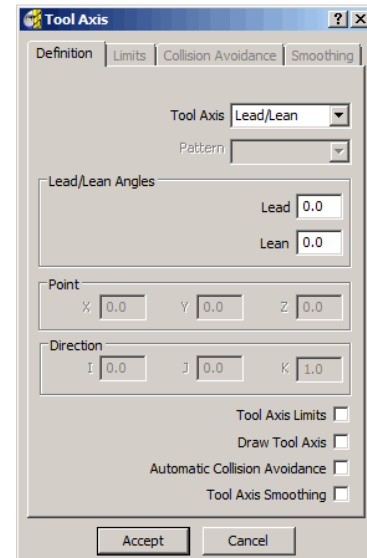 Tool Axis
Definition Limits Collision Avoidance Smoothing
Tool Axis Lead/Lean
Pattern
Lead/Lean Angles
Lead 0.0
Lean 0.0
Point
X 0.0 Y 0.0 Z 0.0
Direction
I 0.0 J 0.0 K 1.0
Tool Axis Limits
Draw Tool Axis
Automatic Collision Avoidance
Tool Axis Smoothing
Accept Cancel